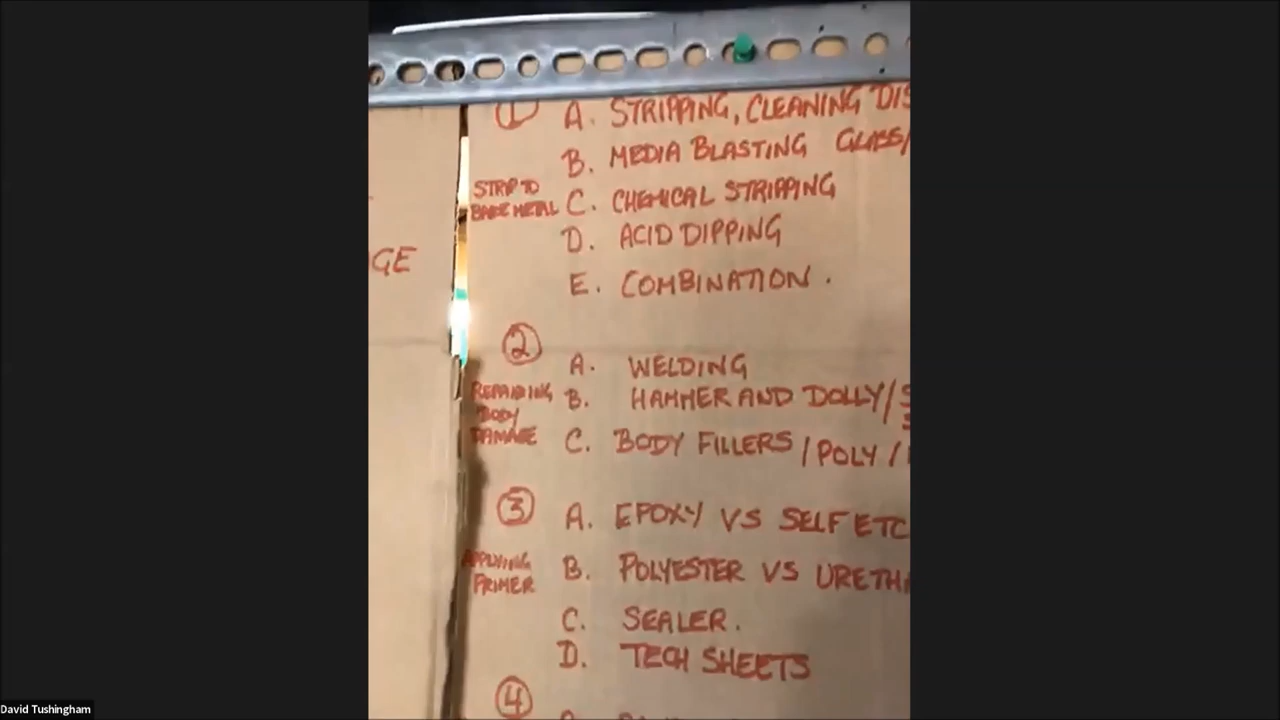 GE
① A. STRIPPING, CLEANING DIS
B. MEDIA BLASTING GLASS/
STRIP TO
BARE METAL
C. CHEMICAL STRIPPING
D. ACID DIPPING
E. COMBINATION.
②
REPAIRING
BODY
DAMAGE
A. WELDING
B. HAMMER AND DOLLY/S
C. BODY FILLERS / POLY /
③
APPLYING
PRIMER
A. EPOXY VS SELF ETC
B. POLYESTER VS URETH
C. SEALER.
D. TECH SHEETS
④
David Tushingham